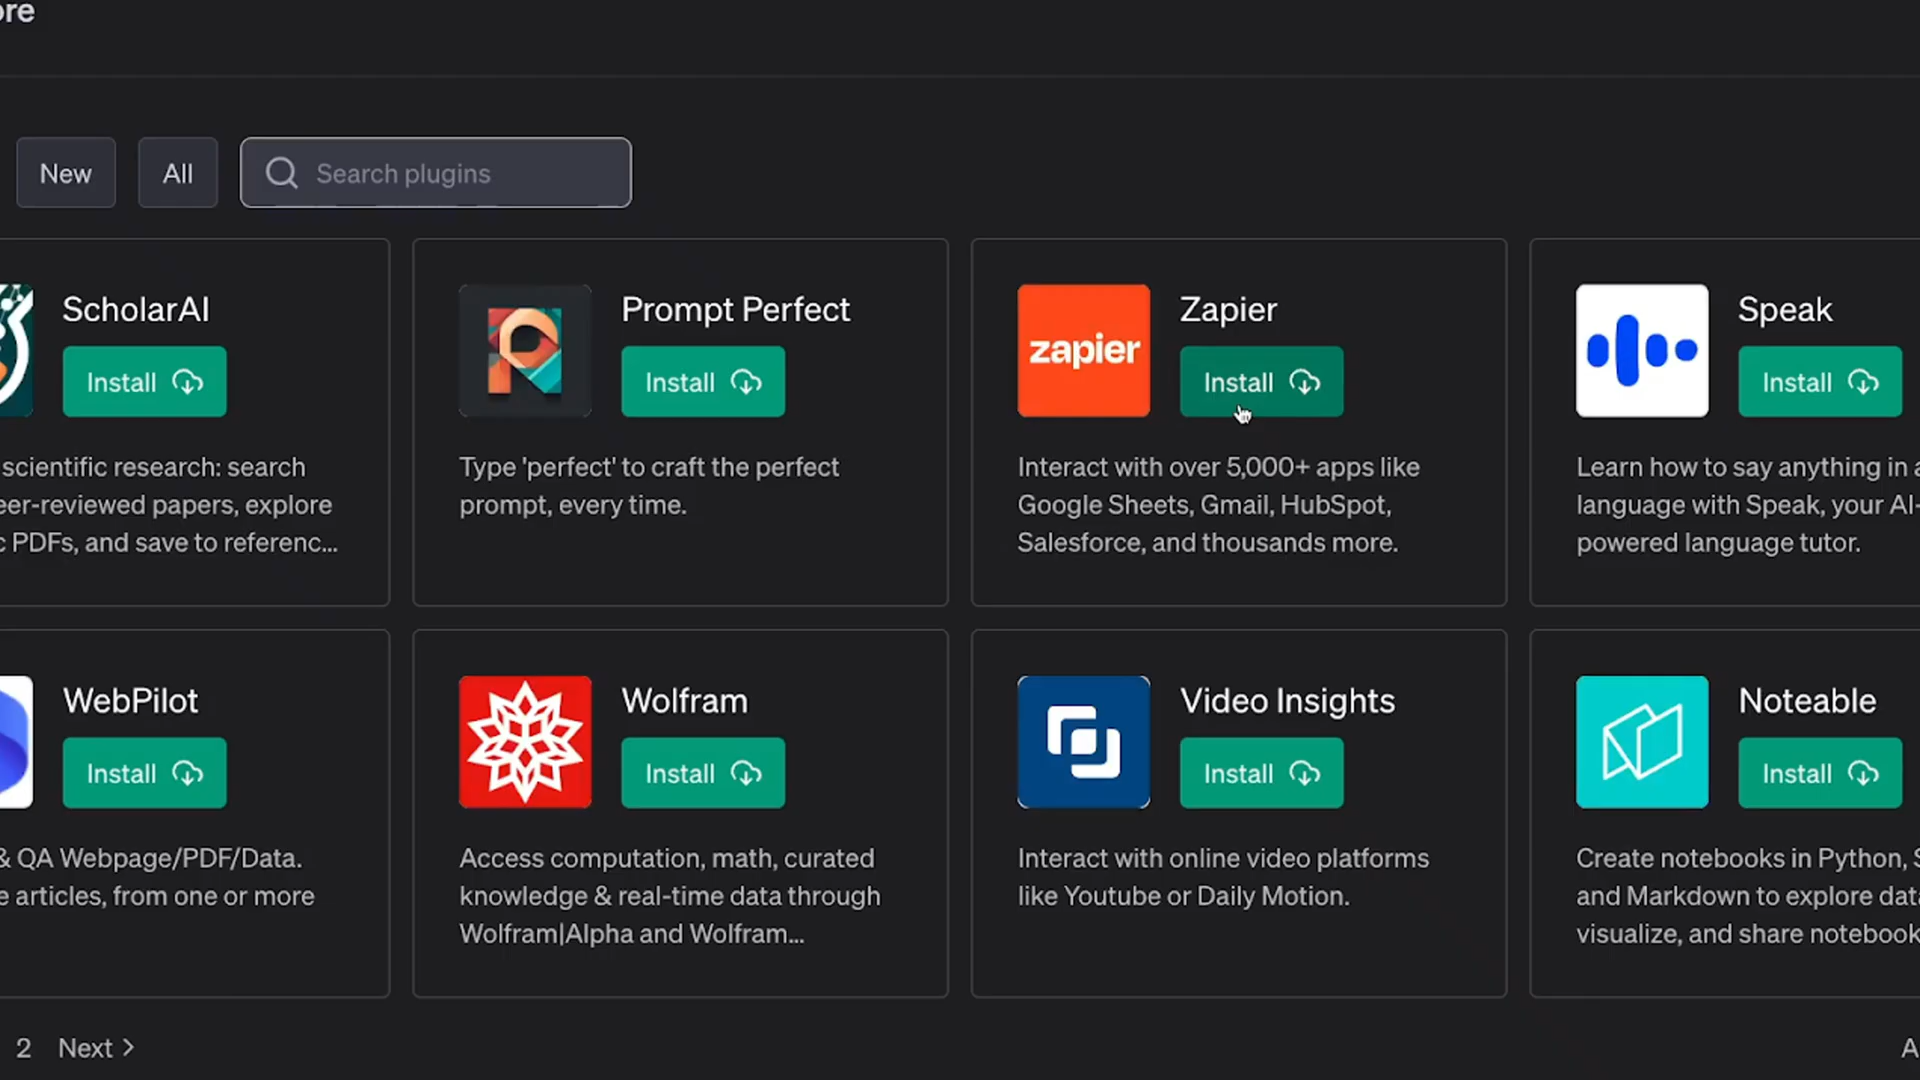 ore
New
All
Search plugins
ScholarAI
Install
scientific research: search
eer-reviewed papers, explore
c PDFs, and save to referenc...
Prompt Perfect
Install
Type 'perfect' to craft the perfect
prompt, every time.
zapier
Zapier
Install
Interact with over 5,000+ apps like
Google Sheets, Gmail, HubSpot,
Salesforce, and thousands more.
Speak
Install
Learn how to say anything in a
language with Speak, your AI-
powered language tutor.
WebPilot
Install
& QA Webpage/PDF/Data.
e articles, from one or more
Wolfram
Install
Access computation, math, curated
knowledge & real-time data through
Wolfram|Alpha and Wolfram...
Video Insights
Install
Interact with online video platforms
like Youtube or Daily Motion.
Noteable
Install
Create notebooks in Python, S
and Markdown to explore data
visualize, and share notebook
2
Next
A